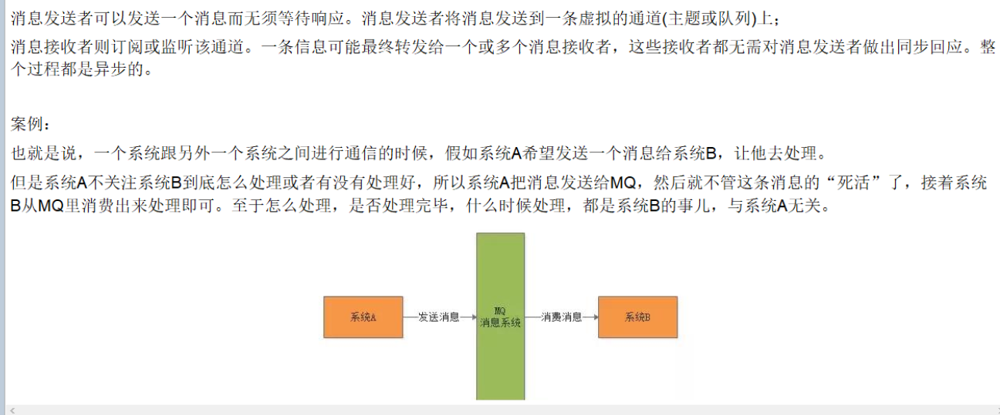 消息发送者可以发送一个消息而无须等待响应。消息发送者将消息发送到一条虚拟的通道(主题或队列)上；
消息接收者则订阅或监听该通道。一条信息可能最终转发给一个或多个消息接收者，这些接收者都无需对消息发送者做出同步回应。整
个过程都是异步的。
案例：
也就是说，一个系统跟另外一个系统之间进行通信的时候，假如系统A希望发送一个消息给系统B，让他去处理。
但是系统A不关注系统B到底怎么处理或者有没有处理好，所以系统A把消息发送给MQ，然后就不管这条消息的“死活”了，接着系统
B从MQ里消费出来处理即可。至于怎么处理，是否处理完毕，什么时候处理，都是系统B的事儿，与系统A无关。
系统A
发送消息
MQ
消息系统
消费消息
系统B